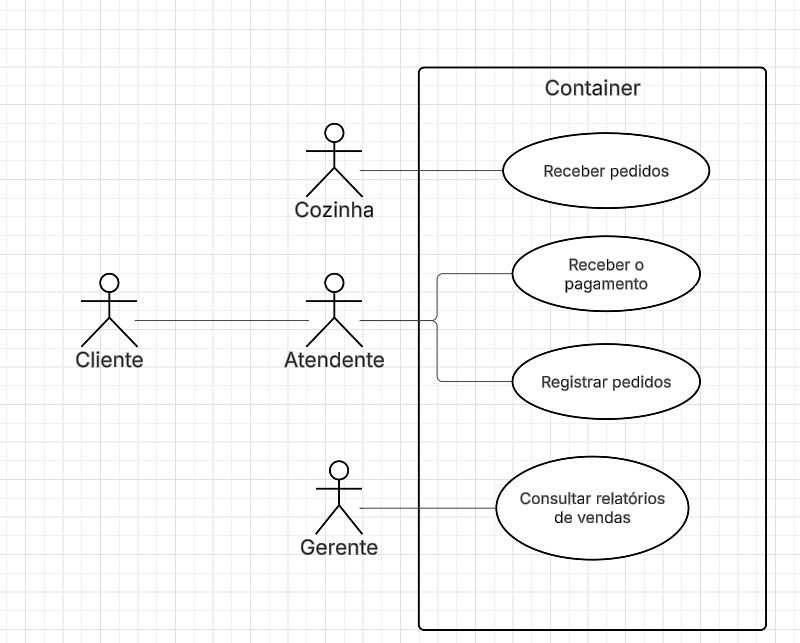 Container
Receber pedidos
Cozinha
Receber o
pagamento
Cliente
Atendente
Registrar pedidos
Consultar relatórios
de vendas
Gerente